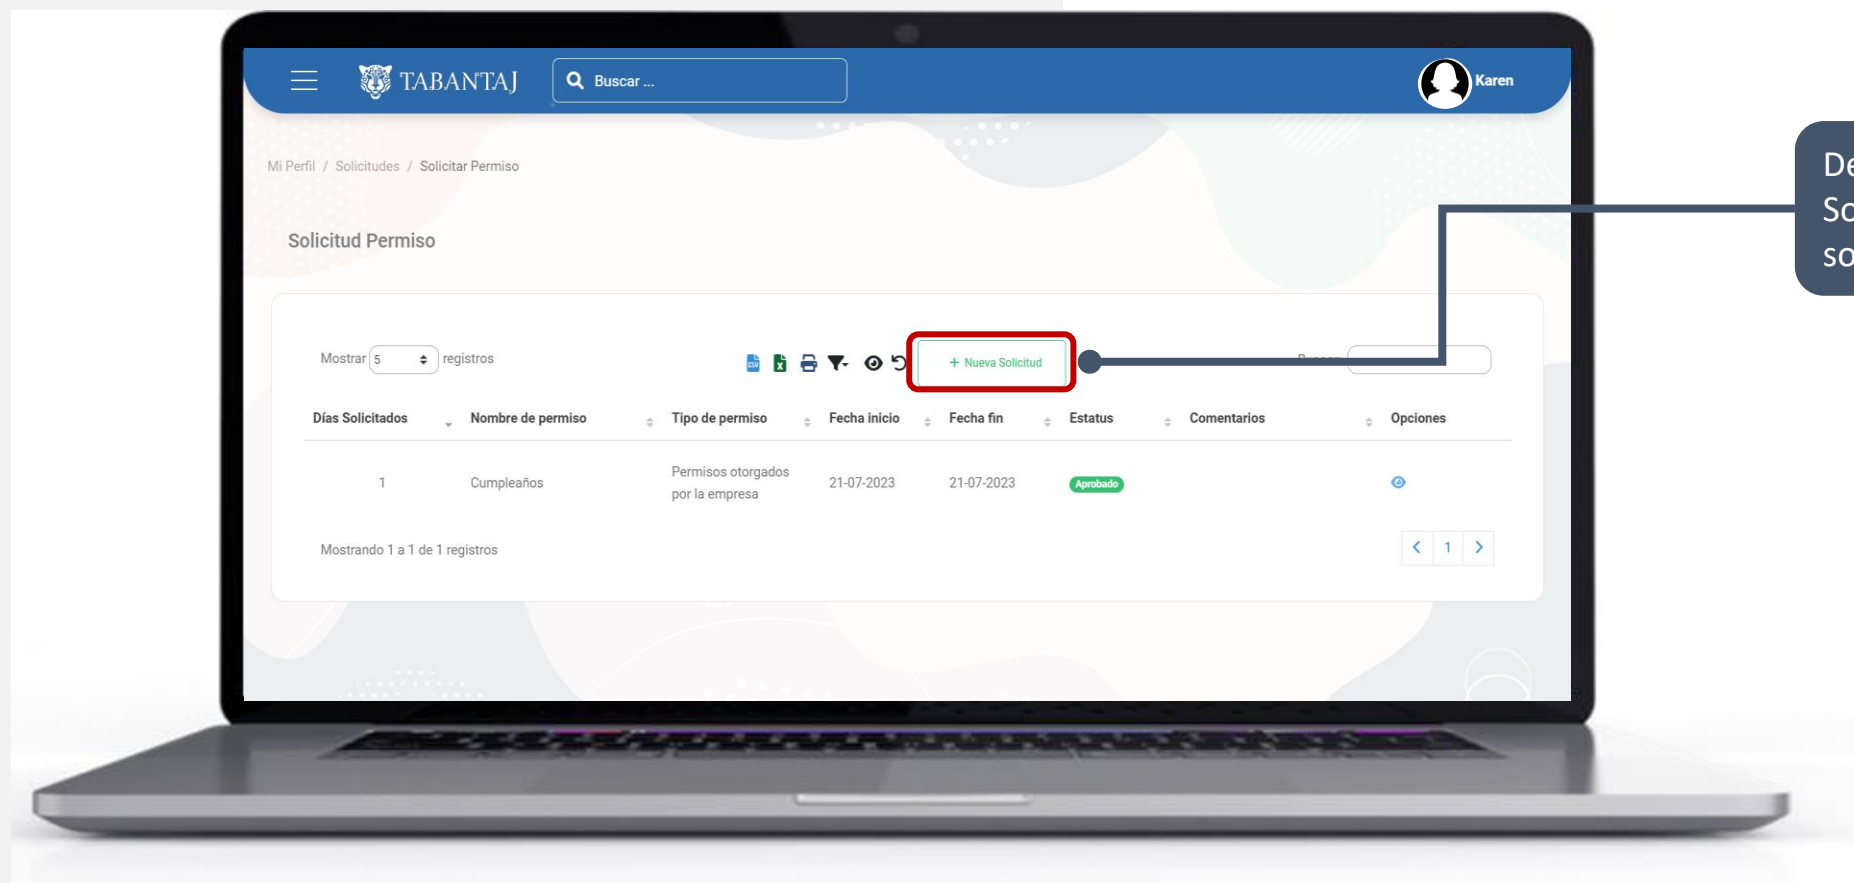 TABANTAJ
Buscar ...
Karen
Mi Perfil / Solicitudes / Solicitar Permiso
Solicitud Permiso
Mostrar 5 registros
CSV
X
+ Nueva Solicitud
Días Solicitados Nombre de permiso Tipo de permiso Fecha inicio Fecha fin Estatus Comentarios Opciones
1 Cumpleaños Permisos otorgados 21-07-2023 21-07-2023 Aprobado
por la empresa
Mostrando 1 a 1 de 1 registros
< 1 >